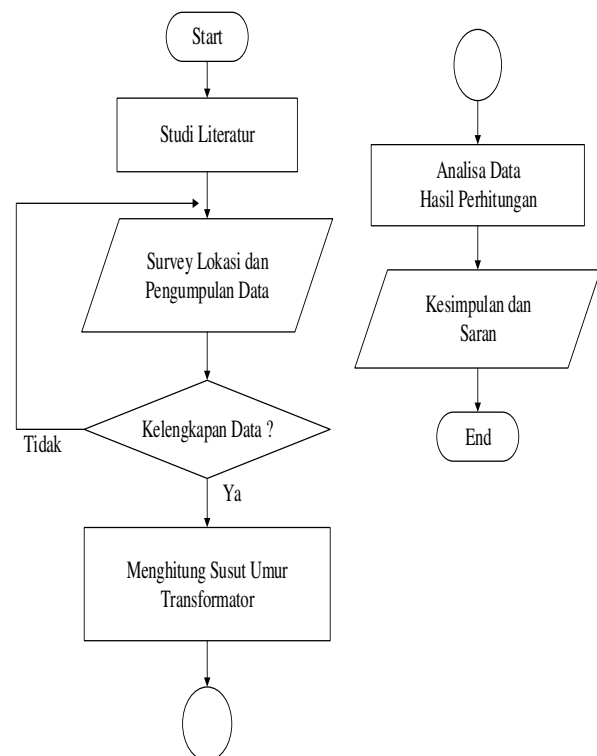 Start
Studi Literatur
Survey Lokasi dan
Pengumpulan Data
Kelengkapan Data ?
Tidak
Ya
Menghitung Susut Umur
Transformator
Analisa Data
Hasil Perhitungan
Kesimpulan dan
Saran
End